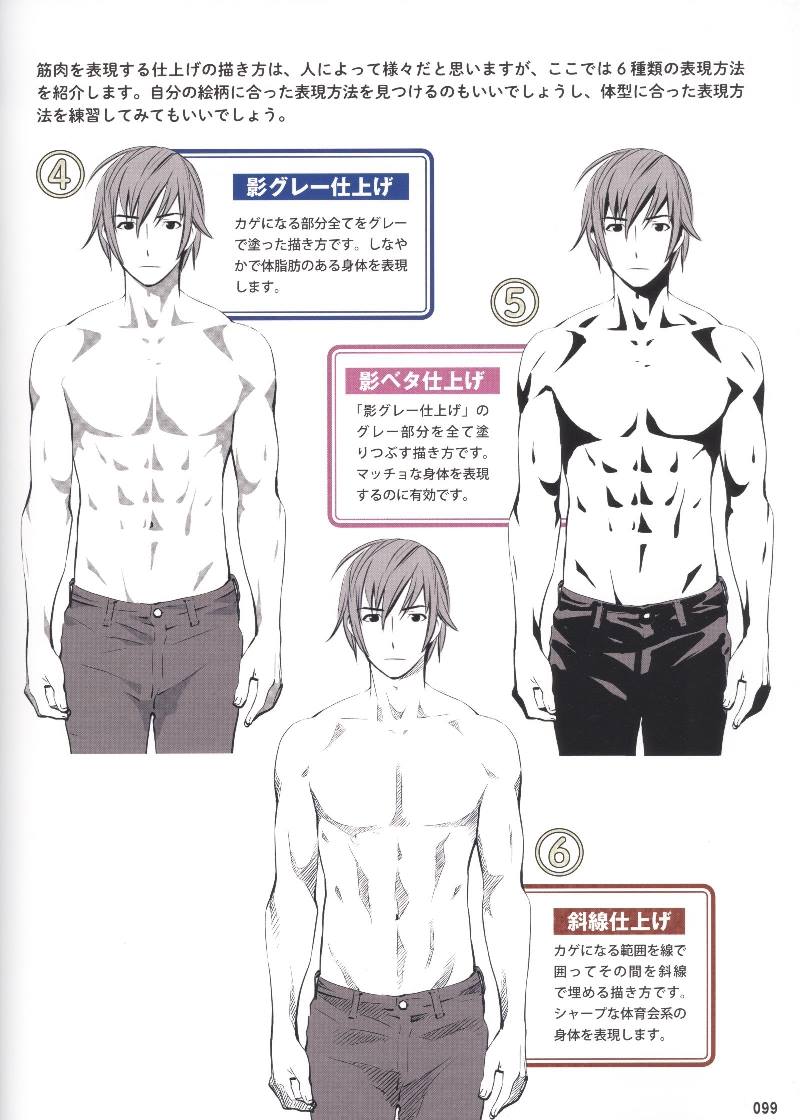 筋肉を表現する仕上げの描き方は、人によって様々だと思いますが、ここでは６種類の表現方法
を紹介します。自分の絵柄に合った表現方法を見つけるのもいいでしょうし、体型に合った表現方
法を練習してみてもいいでしょう。
④
影グレー仕上げ
カゲになる部分全てをグレー
で塗った描き方です。しなや
かで体脂肪のある身体を表現
します。
⑤
影ベタ仕上げ
「影グレー仕上げ」の
グレー部分を全て塗
りつぶす描き方です。
マッチョな身体を表現
するのに有効です。
⑥
斜線仕上げ
カゲになる範囲を線で
囲ってその間を斜線
で埋める描き方です。
シャープな体育会系の
身体を表現します。
099